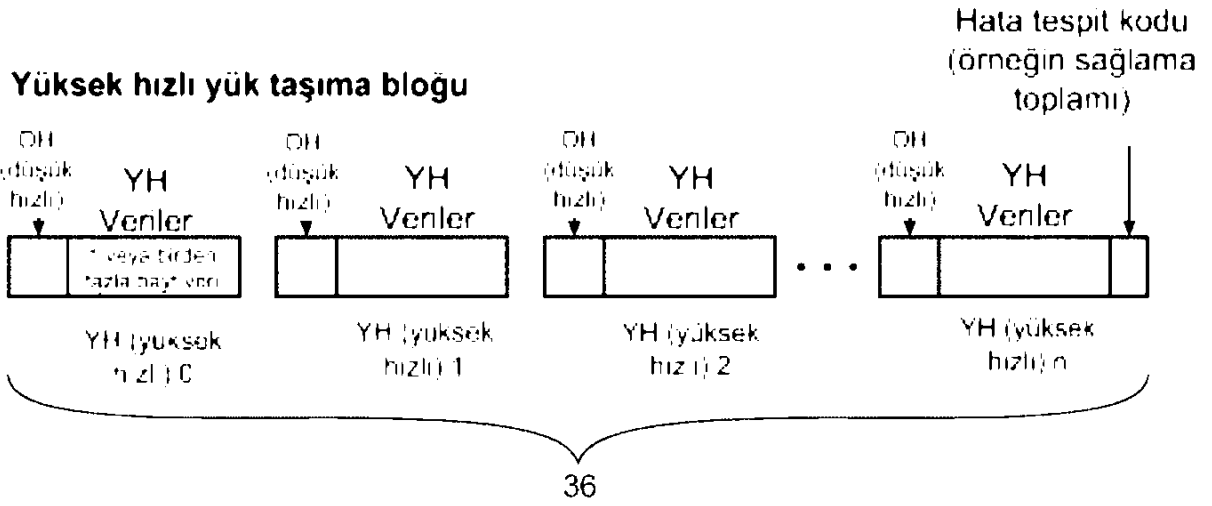 Hata tespit kodu
(örneğin sağlama
toplamı)
Yüksek hızlı yük taşıma bloğu
DH
(düşük
hızlı)
YH
Veriler
DH
(düşük
hızlı)
YH
Veriler
DH
(düşük
hızlı)
YH
Veriler
DH
(düşük
hızlı)
YH
Veriler
veya birden
fazla bayt veri
. . .
YH (yüksek
hızlı) 0
YH (yüksek
hızlı) 1
YH (yüksek
hızlı) 2
YH (yüksek
hızlı) n
36